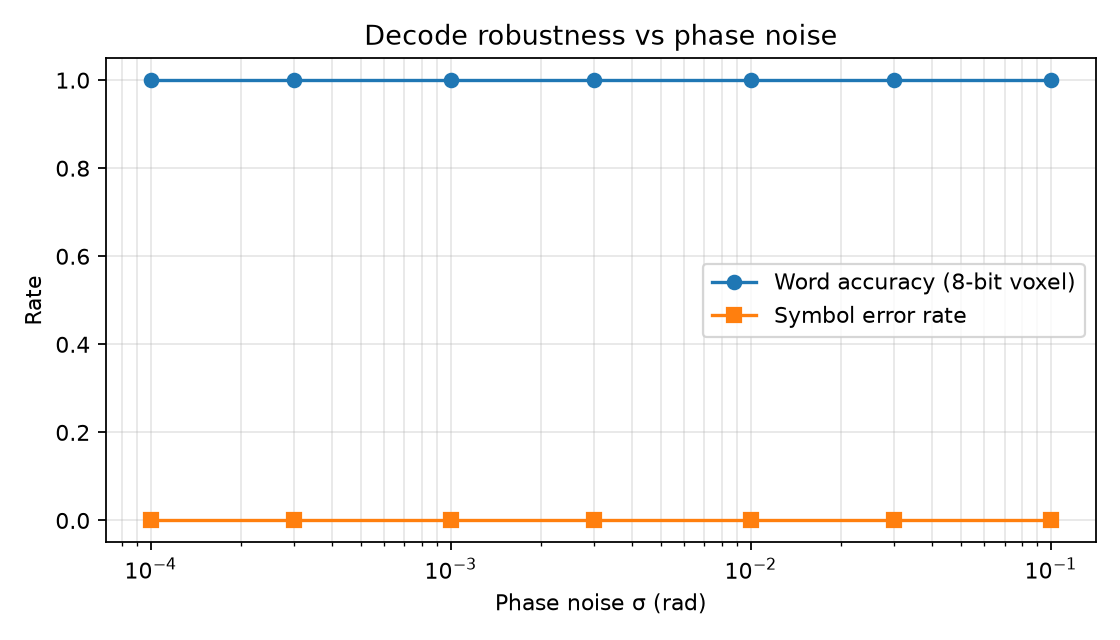 Decode robustness vs phase noise
Rate
1.0
0.8
0.6
0.4
0.2
0.0
Word accuracy (8-bit voxel)
Symbol error rate
10⁻⁴
10⁻³
10⁻²
10⁻¹
Phase noise σ (rad)